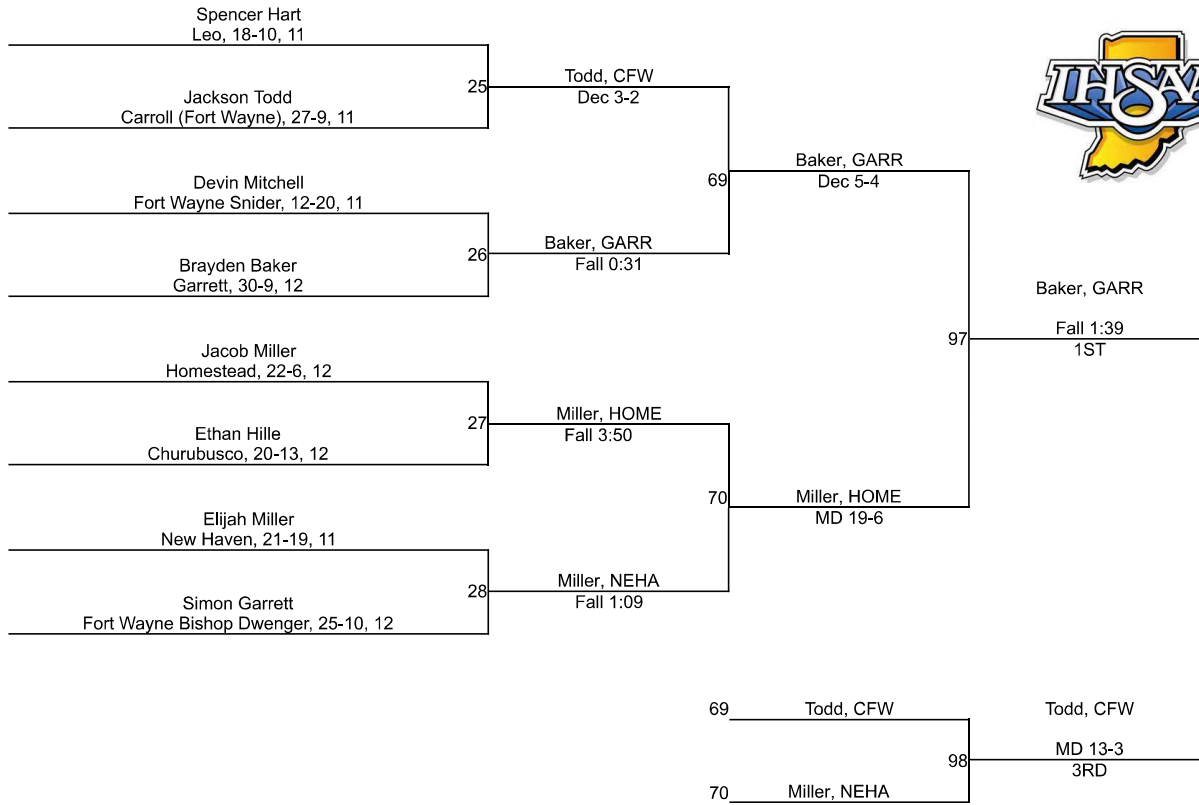 Spencer Hart
Leo, 18-10, 11
25
Jackson Todd
Carroll (Fort Wayne), 27-9, 11
Todd, CFW
Dec 3-2
Devin Mitchell
Fort Wayne Snider, 12-20, 11
26
Brayden Baker
Garrett, 30-9, 12
Baker, GARR
Fall 0:31
69
Baker, GARR
Dec 5-4
Jacob Miller
Homestead, 22-6, 12
27
Ethan Hille
Churubusco, 20-13, 12
Miller, HOME
Fall 3:50
Elijah Miller
New Haven, 21-19, 11
28
Simon Garrett
Fort Wayne Bishop Dwenger, 25-10, 12
Miller, NEHA
Fall 1:09
70
Miller, HOME
MD 19-6
97
Baker, GARR
Fall 1:39
1ST
IHSAA
69
Todd, CFW
70
Miller, NEHA
98
Todd, CFW
MD 13-3
3RD